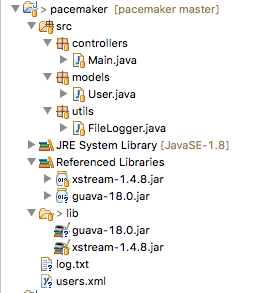 > pacemaker [pacemaker master]
src
controllers
Main.java
models
User.java
utils
FileLogger.java
JRE System Library [JavaSE-1.8]
Referenced Libraries
xstream-1.4.8.jar
guava-18.0.jar
> lib
guava-18.0.jar
xstream-1.4.8.jar
log.txt
users.xml